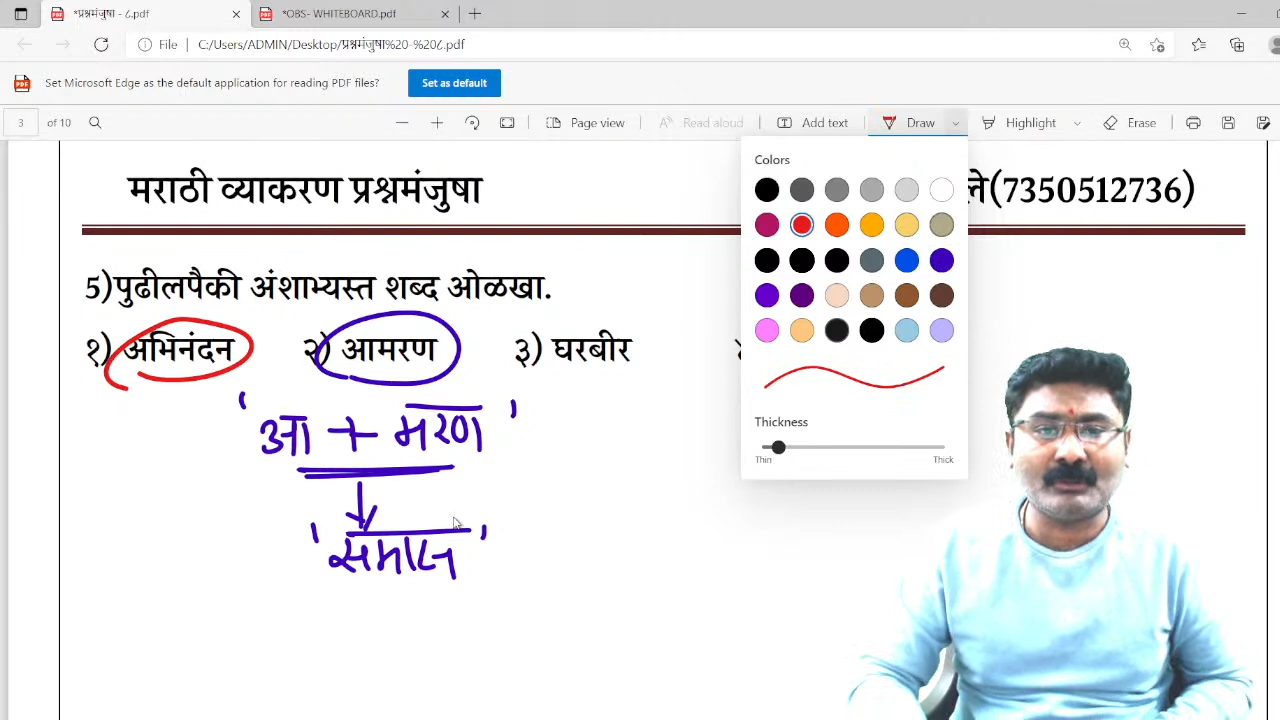 *प्रश्नमंजुषा - ८.pdf
*OBS- WHITEBOARD.pdf
File
C:/Users/ADMIN/Desktop/प्रश्नमंजुषा%20-%20८.pdf
Set Microsoft Edge as the default application for reading PDF files?
Set as default
3 of 10
Page view
Read aloud
Add text
Draw
Highlight
Erase
Colors
मराठी व्याकरण प्रश्नमंजुषा
ले(7350512736)
5)पुढीलपैकी अंशाभ्यस्त शब्द ओळखा.
१) अभिनंदन २) आमरण ३) घरबीर
' आ + मरण '
Thickness
Thin Thick
' समास '